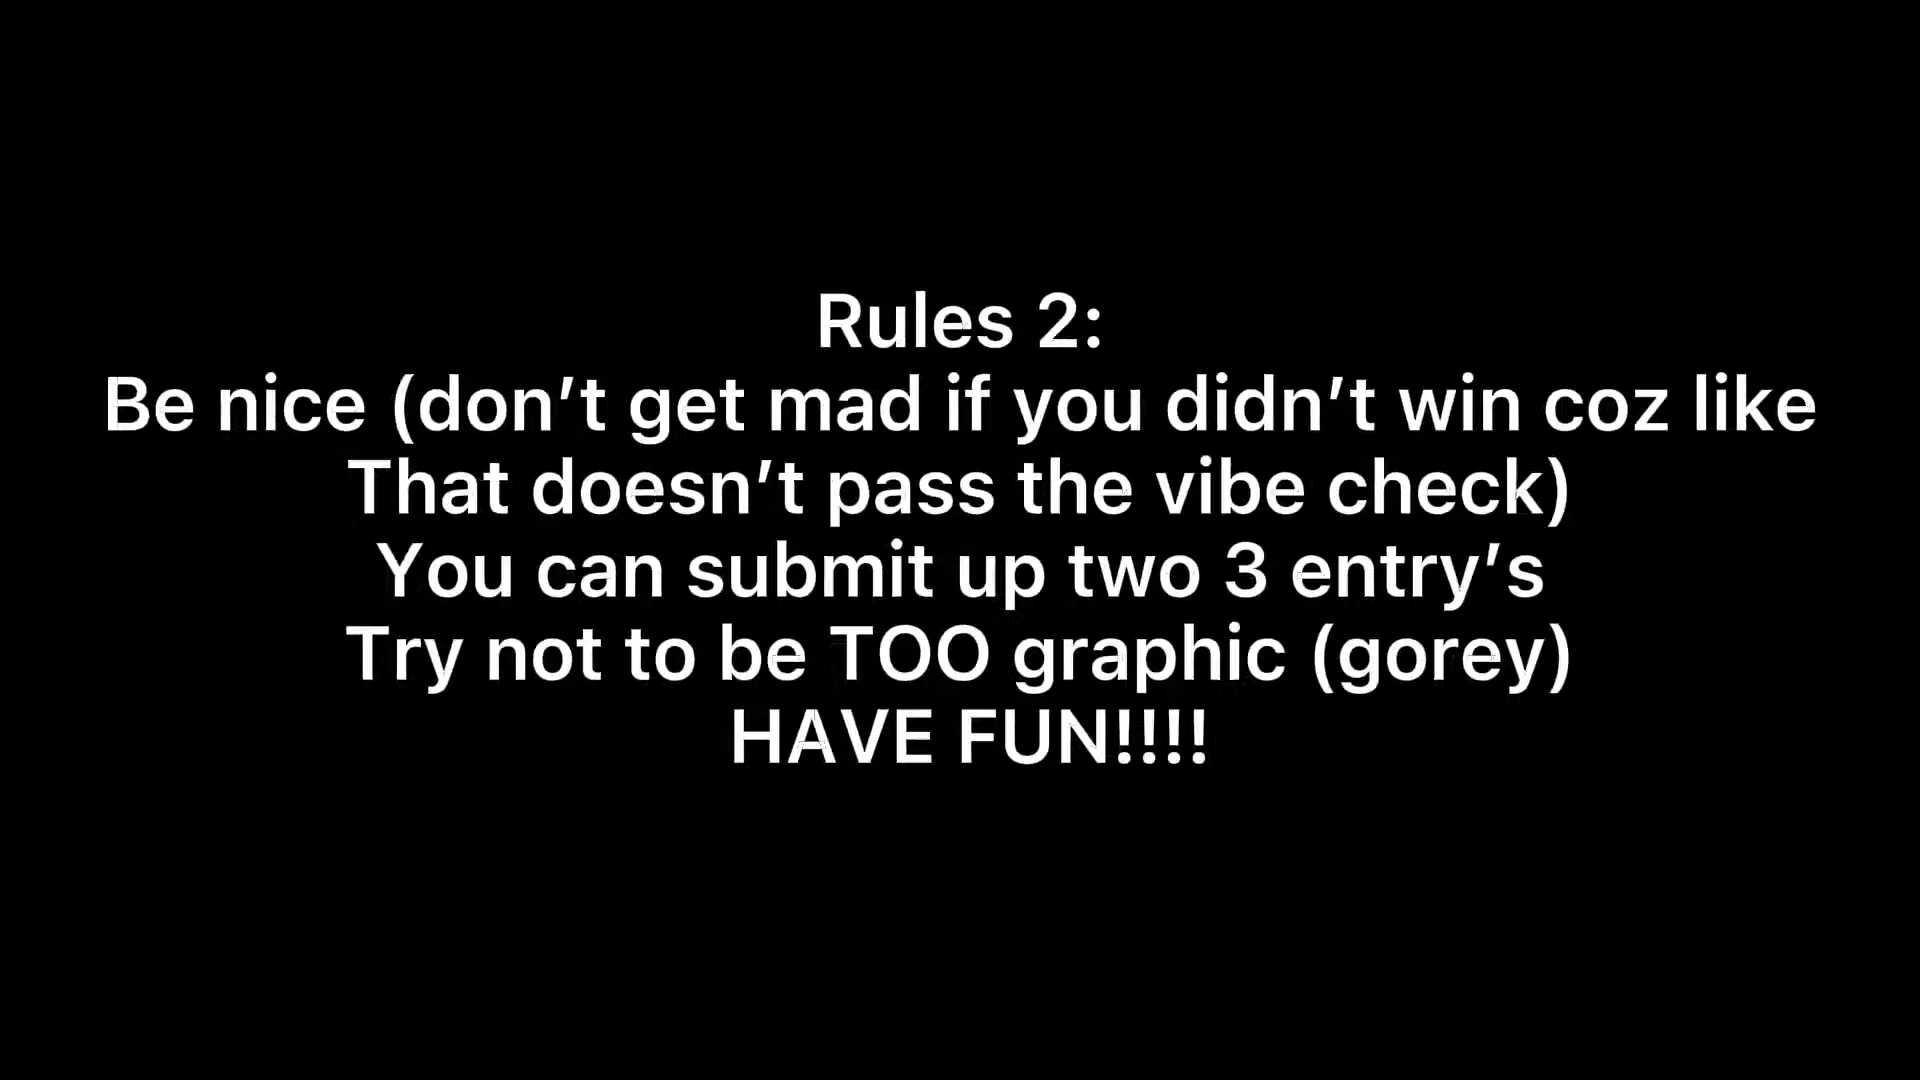 Rules 2:
Be nice (don’t get mad if you didn’t win coz like
That doesn’t pass the vibe check)
You can submit up two 3 entry’s
Try not to be TOO graphic (gorey)
HAVE FUN!!!!